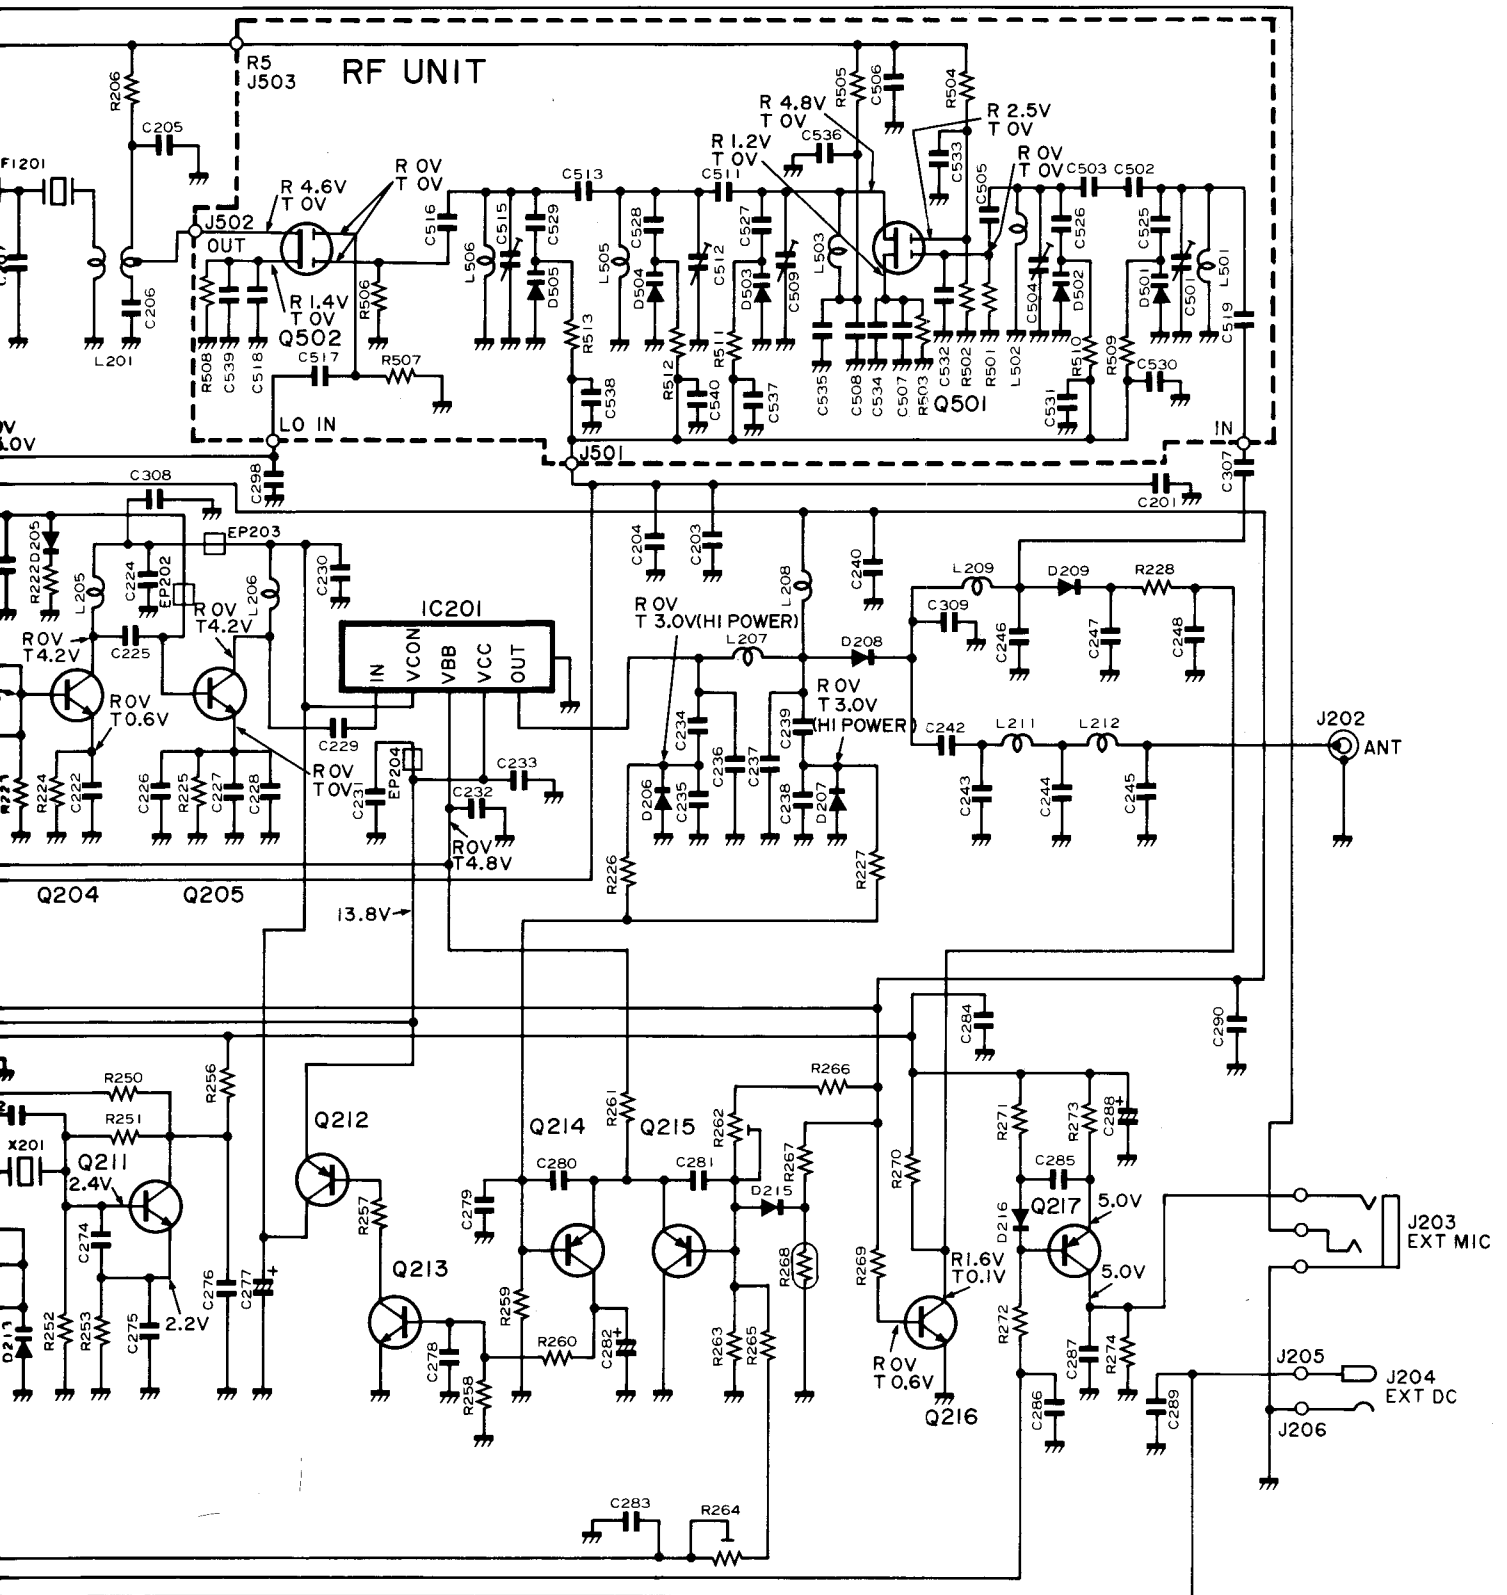 R5
J503
RF UNIT
R206
C205
F1201
R 4.6V
T 0V
R 0V
T 0V
J502
OUT
R 1.4V
T 0V
Q502
R506
C516
L506
C515
C529
D505
C513
R513
L505
C528
D504
C512
R512
C511
C527
D503
R511
C509
L503
R 1.2V
T 0V
R 4.8V
T 0V
C536
R505
C506
R504
R 2.5V
T 0V
C533
C505
R 0V
T 0V
C503
C502
L502
C504
C526
D502
R510
C525
D501
R509
C501
L501
C519
C206
L201
R508
C539
C518
C517
R507
C538
C540
C537
C535
C508
C534
C507
R503
C532
R502
R501
Q501
C531
C530
LO IN
IN
J501
C298
C307
C201
C308
EP203
D205
R222
L205
C224
EP202
L206
C230
C204
C203
L208
C240
R 0V
T4.2V
R0V
T4.2V
C225
IC201
IN
VCON
VBB
VCC
OUT
R 0V
T 3.0V(HI POWER)
L207
D208
L209
D209
R228
C309
C246
C247
C248
R 0V
T 3.0V
(HI POWER)
R0V
T0.6V
C229
C234
C236
C237
C239
C242
L211
L212
J202
ANT
R223
R224
C222
C226
R225
C227
C228
R0V
T0V
C231
EP204
C233
C232
D206
C235
C238
D207
C243
C244
C245
R0V
T4.8V
R226
R227
Q204
Q205
13.8V
C284
C290
R250
R251
X201
R256
Q211
2.4V
C274
R252
R253
C275
2.2V
C276
C277
D213
Q212
R257
Q213
C278
R258
C279
R259
R260
Q214
C280
R261
C282
Q215
C281
R262
R266
R267
D215
R268
R263
R265
R269
R270
R1.6V
T0.1V
R 0V
T 0.6V
Q216
R271
R273
C288
C285
D216
Q217
5.0V
5.0V
R272
C287
R274
C286
C289
J203
EXT MIC
J205
J204
EXT DC
J206
C283
R264